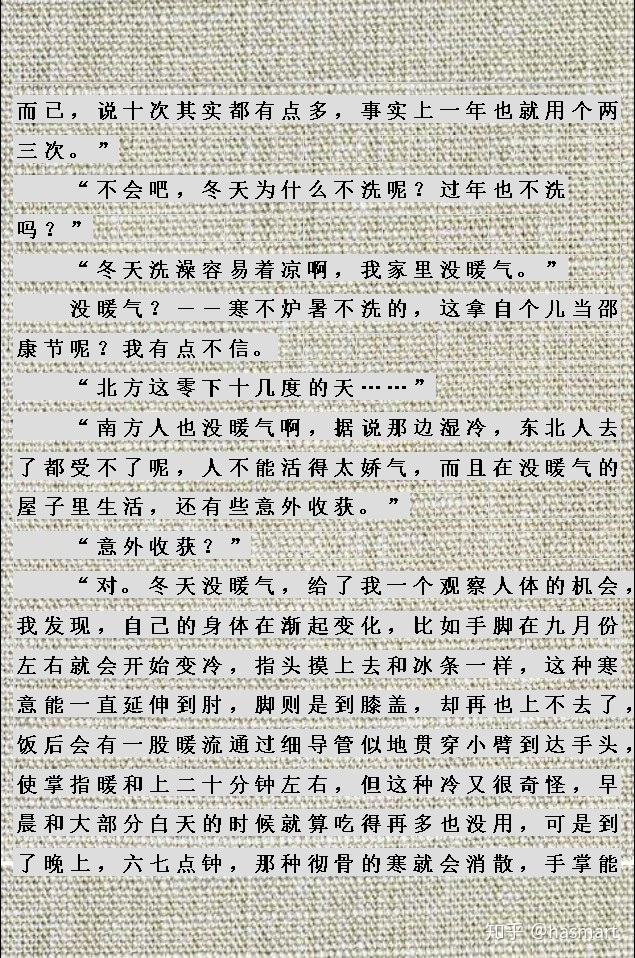 而已，说十次其实都有点多，事实上一年也就用个两
三次。”
“不会吧，冬天为什么不洗呢？过年也不洗
吗？”
“冬天洗澡容易着凉啊，我家里没暖气。”
没暖气？——寒不炉暑不洗的，这拿自个儿当邵
康节呢？我有点不信。
“北方这零下十几度的天……”
“南方人也没暖气啊，据说那边湿冷，东北人去
了都受不了呢，人不能活得太娇气，而且在没暖气的
屋子里生活，还有些意外收获。”
“意外收获？”
“对。冬天没暖气，给了我一个观察人体的机会，
我发现，自己的身体在渐起变化，比如手脚在九月份
左右就会开始变冷，指头摸上去和冰条一样，这种寒
意能一直延伸到肘，脚则是到膝盖，却再也上不去了，
饭后会有一股暖流通过细导管似地贯穿小臂到达手头，
使掌指暖和上二十分钟左右，但这种冷又很奇怪，早
晨和大部分白天的时候就算吃得再多也没用，可是到
了晚上，六七点钟，那种彻骨的寒就会消散，手掌能
知乎 @hasmart